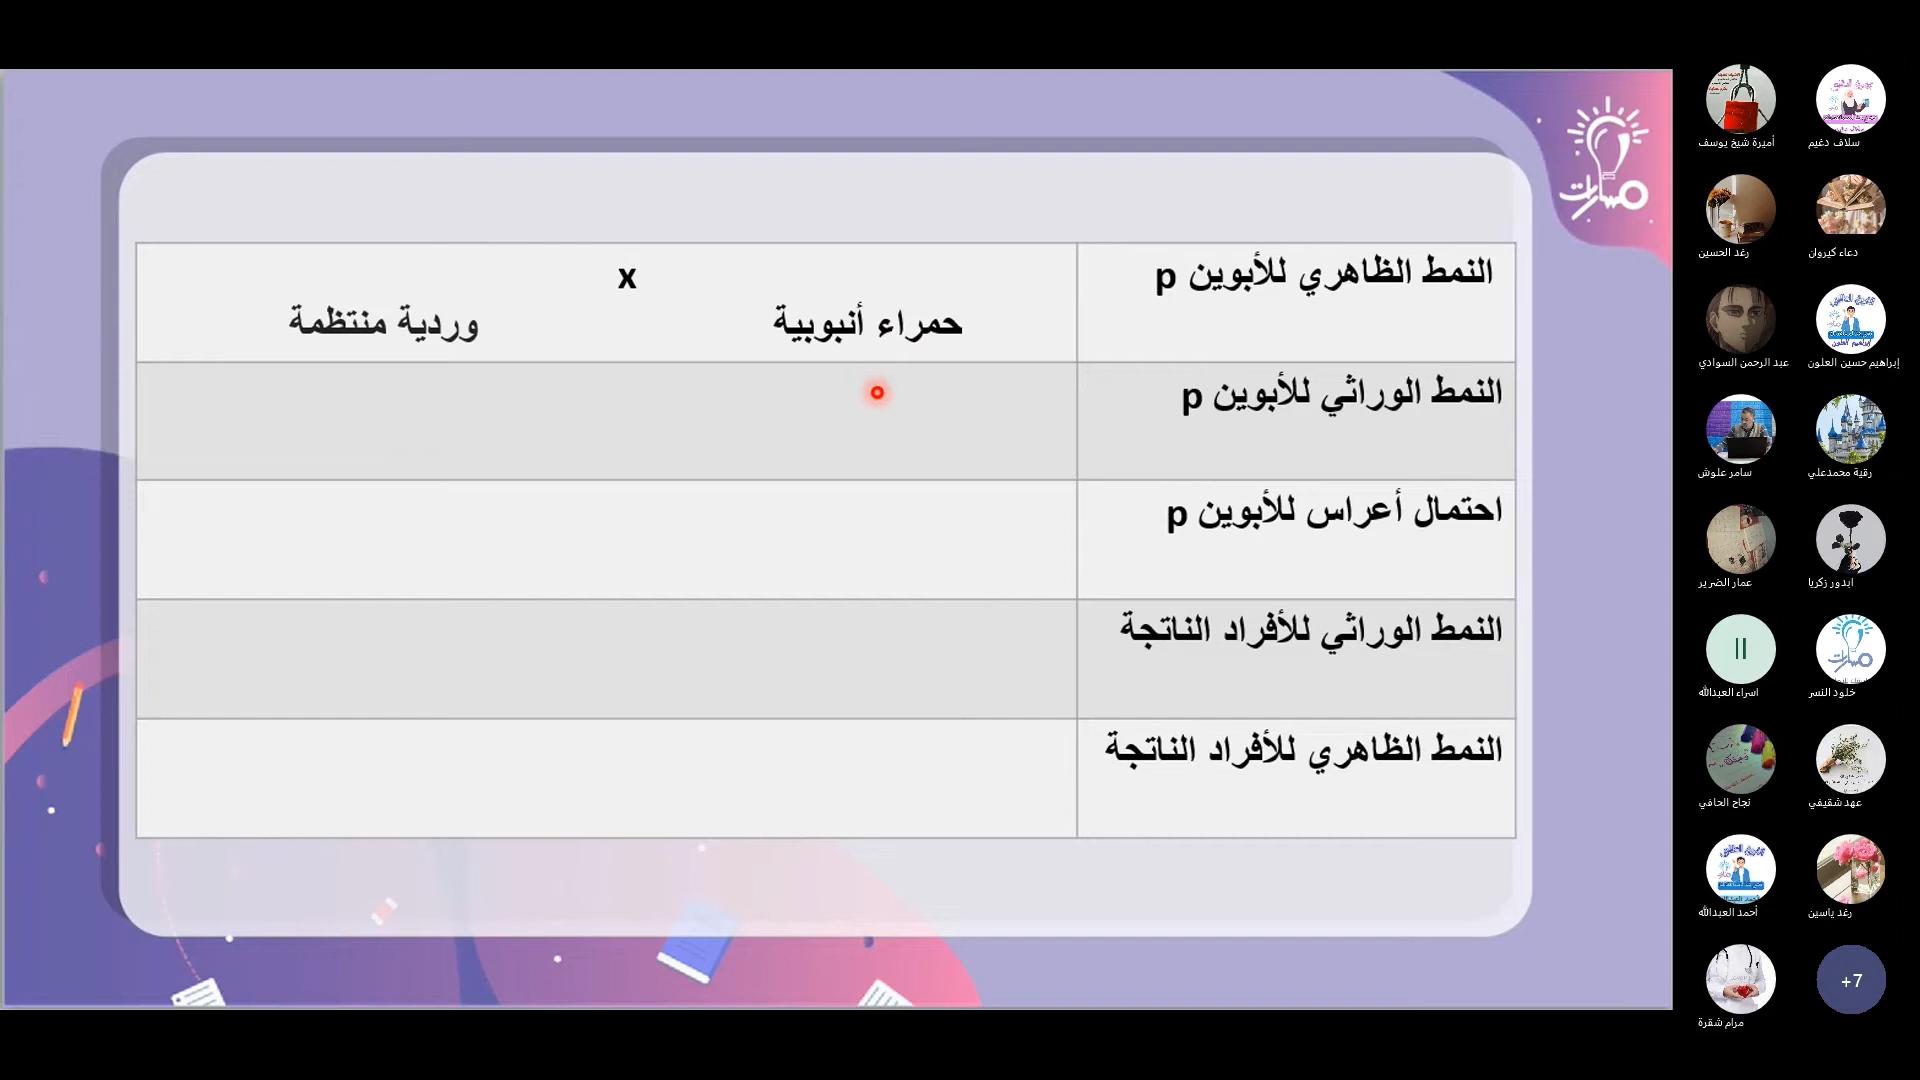 مسارات
النمط الظاهري للأبوين p
x
حمراء أنبوبية
وردية منتظمة
النمط الوراثي للأبوين p
احتمال أعراس للأبوين p
النمط الوراثي للأفراد الناتجة
النمط الظاهري للأفراد الناتجة
أميرة شيخ يوسف
سلاف دغيم
رغد الحسين
دعاء كيروان
عبد الرحمن السوادي
إبراهيم حسين العلون
سامر علوش
رقية محمدعلي
عمار الضرير
ابدور زكريا
اا
اسراء العبدالله
خلود النسر
نجاح الحافي
عهد شقيفي
أحمد العبدالله
رغد ياسين
مرام شقرة
+7